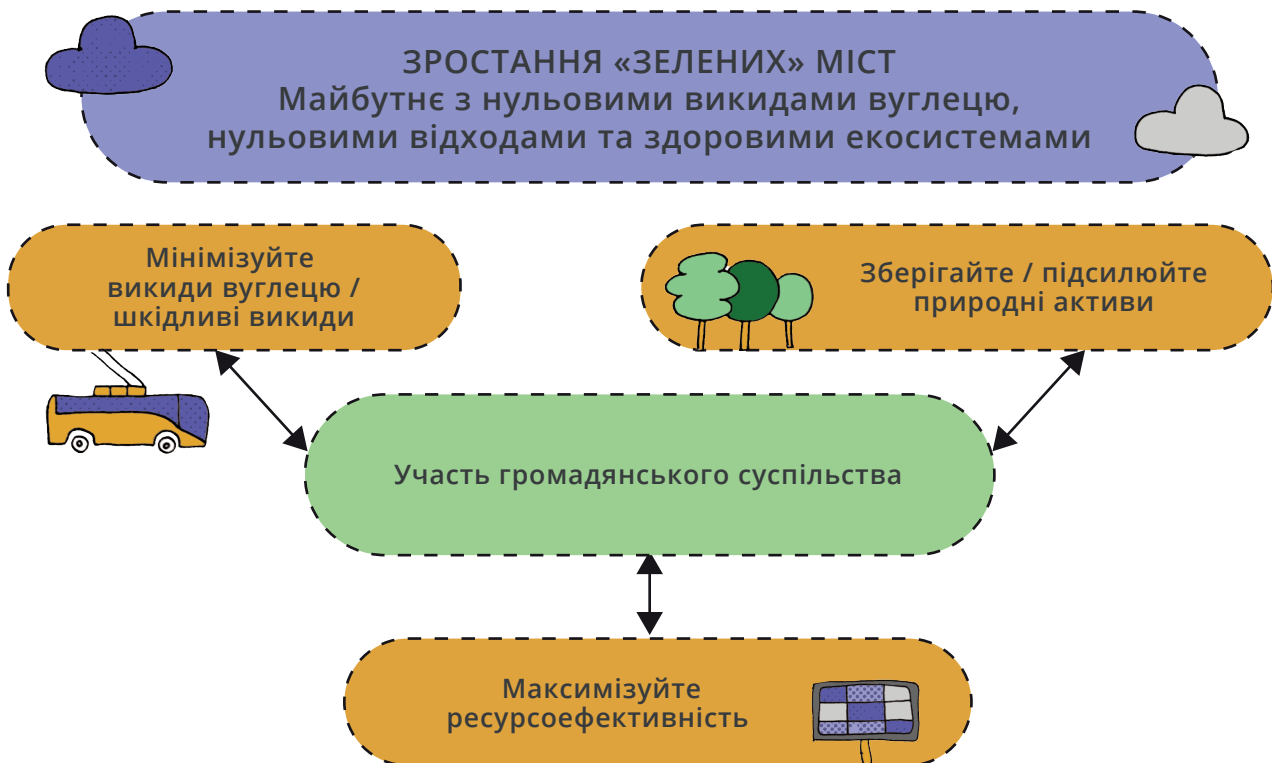 ЗРОСТАННЯ «ЗЕЛЕНИХ» МІСТ
Майбутнє з нульовими викидами вуглецю,
нульовими відходами та здоровими екосистемами
Мінімізуйте
викиди вуглецю /
шкідливі викиди
Зберігайте / підсилюйте
природні активи
Участь громадянського суспільства
Максимізуйте
ресурсоефективність